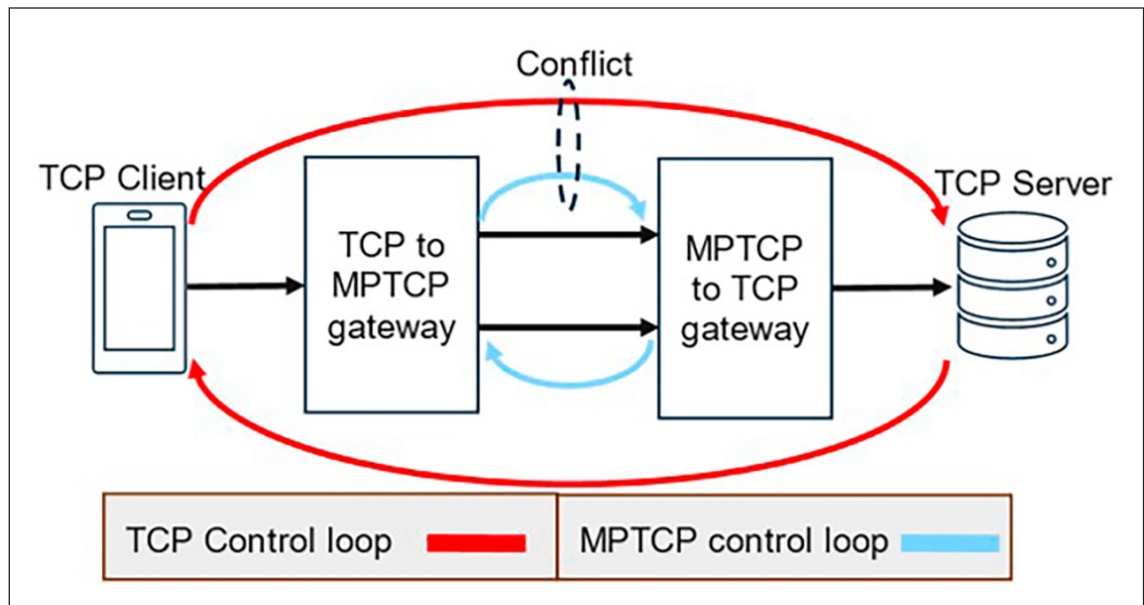 Conflict
TCP Client
TCP Server
TCP to
MPTCP
gateway
MPTCP
to TCP
gateway
TCP Control loop
MPTCP control loop